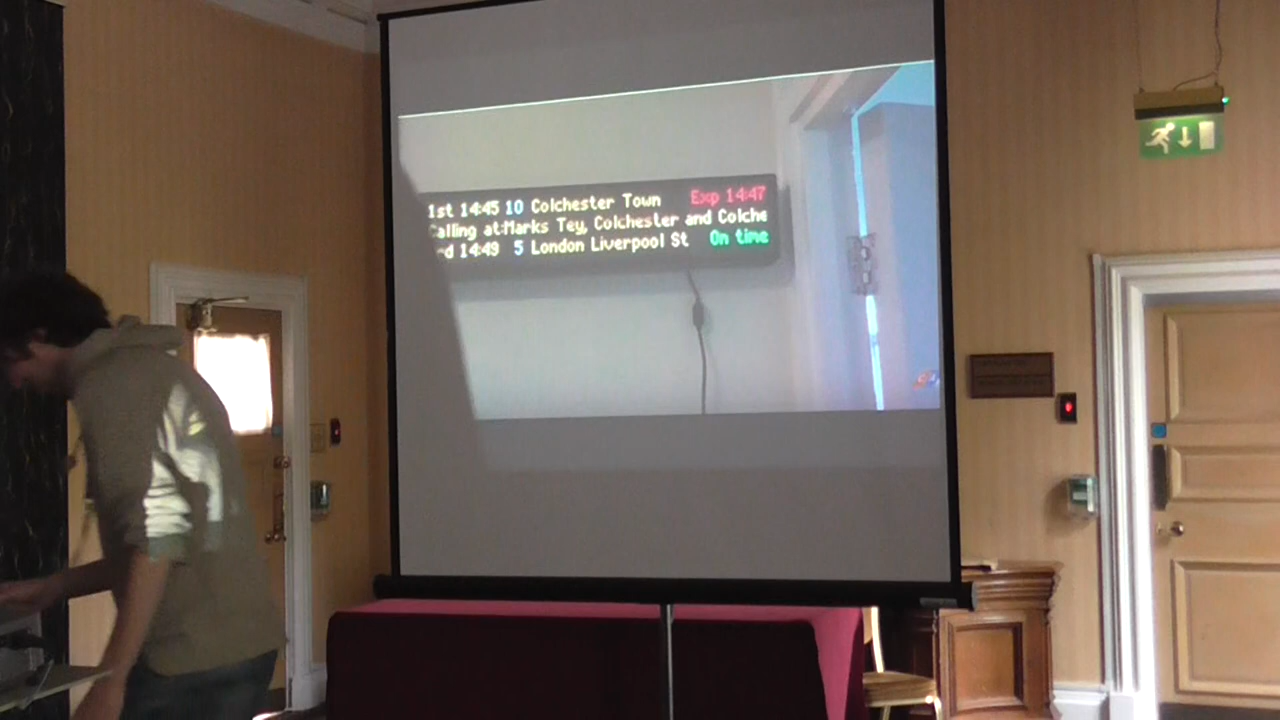 1st 14:45 10 Colchester Town Exp 14:47
Calling at:Marks Tey, Colchester and Colche
rd 14:49 5 London Liverpool St On time